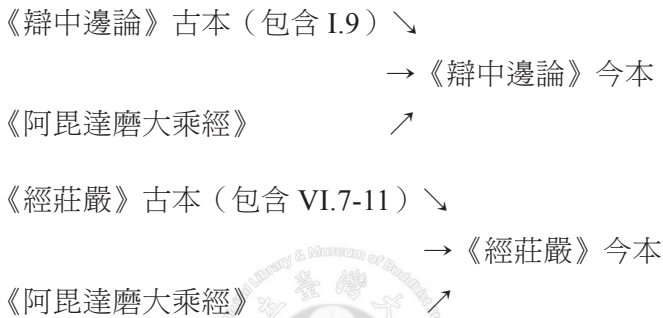 《辯中邊論》古本（包含 I.9）↘
→《辯中邊論》今本
《阿毘達磨大乘經》 ↗
《經莊嚴》古本（包含 VI.7-11）↘
→《經莊嚴》今本
《阿毘達磨大乘經》 ↗